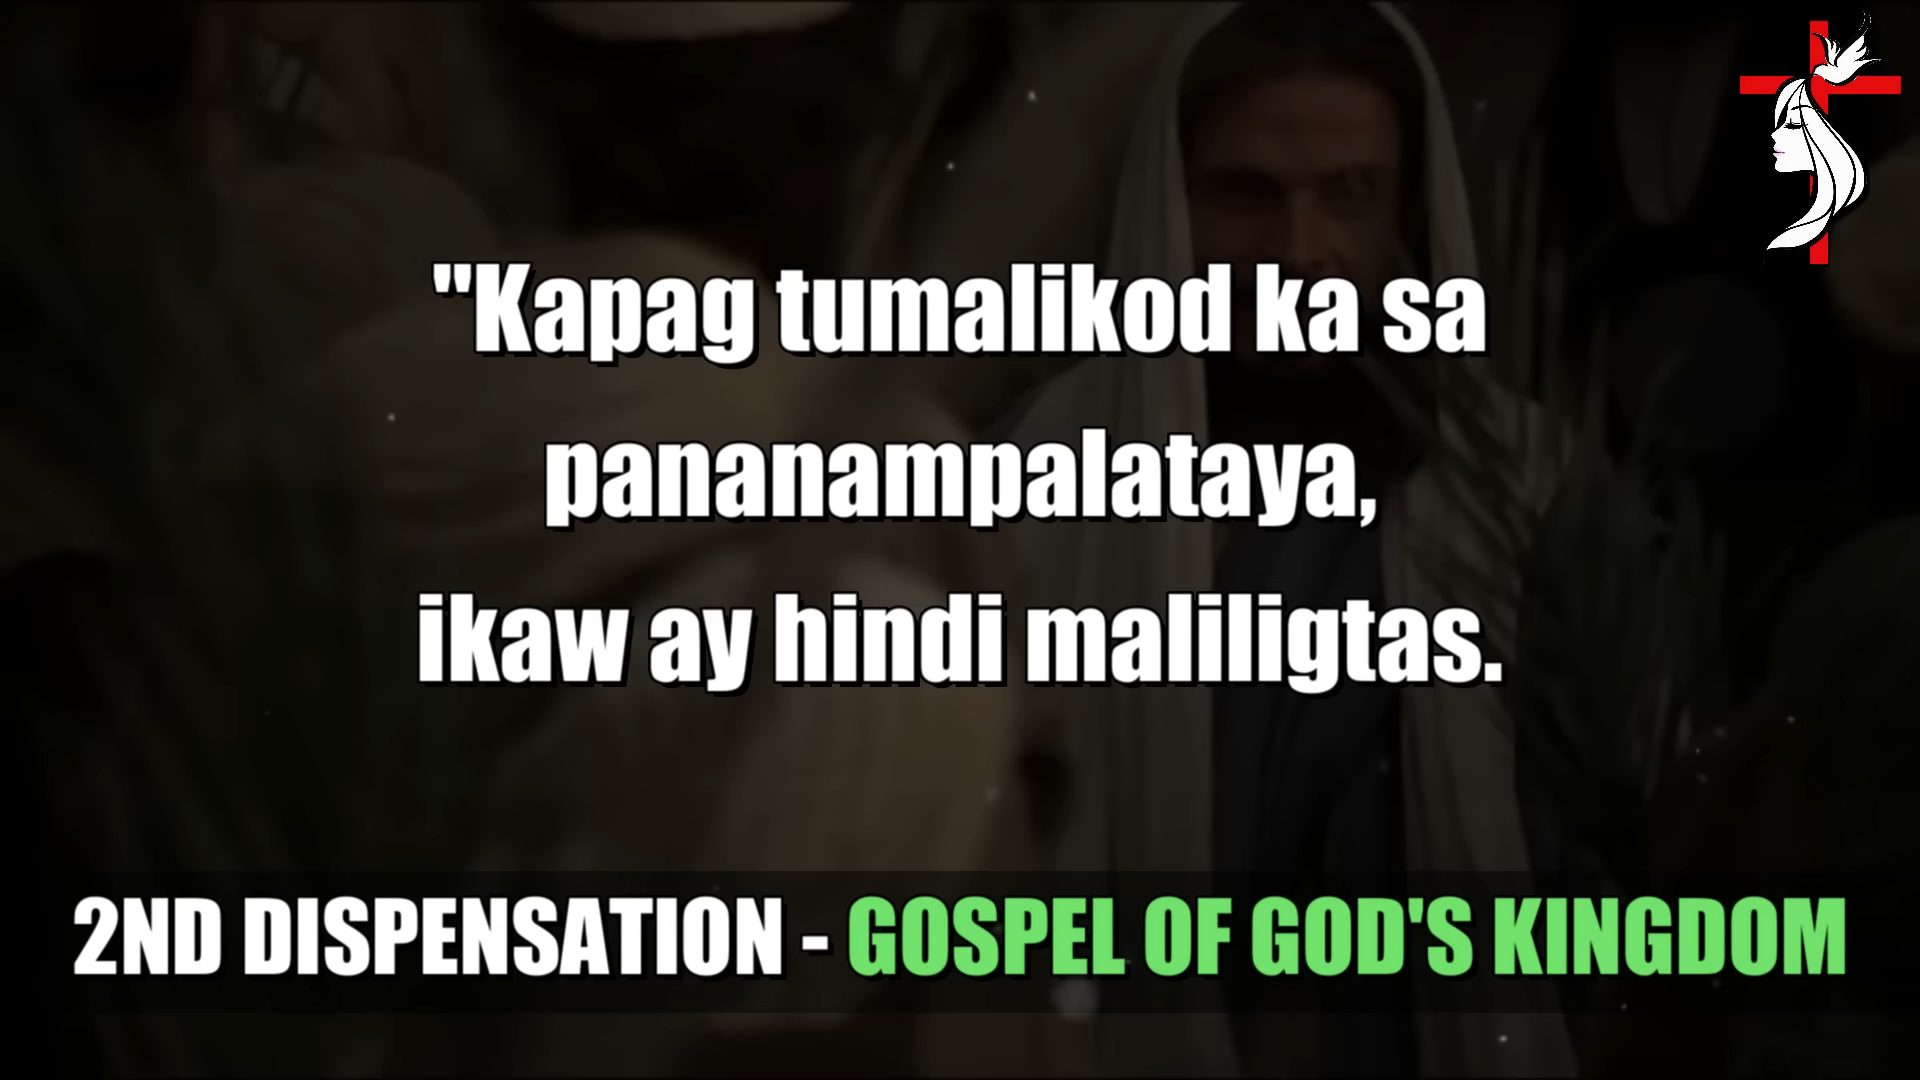 "Kapag tumalikod ka sa
pananampalataya,
ikaw ay hindi maliligtas.
2ND DISPENSATION - GOSPEL OF GOD'S KINGDOM